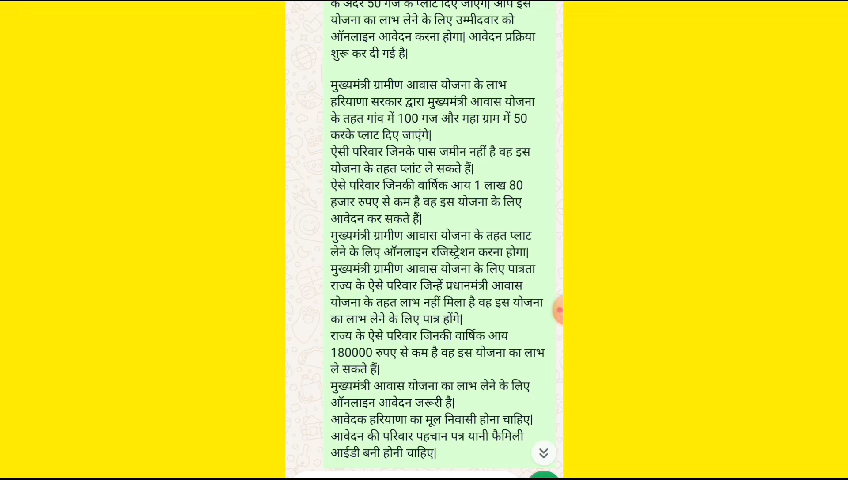 के अंदर 50 गज के प्लाट दिए जाएंगे| आप इस
योजना का लाभ लेने के लिए उम्मीदवार को
ऑनलाइन आवेदन करना होगा| आवेदन प्रक्रिया
शुरू कर दी गई है|
मुख्यमंत्री ग्रामीण आवास योजना के लाभ
हरियाणा सरकार द्वारा मुख्यमंत्री आवास योजना
के तहत गांव में 100 गज और महा ग्राम में 50
करके प्लाट दिए जाएंगे|
ऐसी परिवार जिनके पास जमीन नहीं है वह इस
योजना के तहत प्लांट ले सकते हैं|
ऐसे परिवार जिनकी वार्षिक आय 1 लाख 80
हजार रुपए से कम है वह इस योजना के लिए
आवेदन कर सकते हैं|
मुख्यमंत्री ग्रामीण आवास योजना के तहत प्लाट
लेने के लिए ऑनलाइन रजिस्ट्रेशन करना होगा|
मुख्यमंत्री ग्रामीण आवास योजना के लिए पात्रता
राज्य के ऐसे परिवार जिन्हें प्रधानमंत्री आवास
योजना के तहत लाभ नहीं मिला है वह इस योजना
का लाभ लेने के लिए पात्र होंगे|
राज्य के ऐसे परिवार जिनकी वार्षिक आय
180000 रुपए से कम है वह इस योजना का लाभ
ले सकते हैं|
मुख्यमंत्री आवास योजना का लाभ लेने के लिए
ऑनलाइन आवेदन जरूरी है|
आवेदक हरियाणा का मूल निवासी होना चाहिए|
आवेदन की परिवार पहचान पत्र यानी फैमिली
आईडी बनी होनी चाहिए|